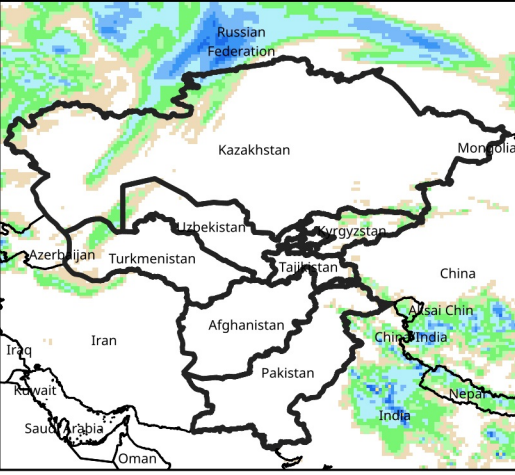 Russian
Federation
Kazakhstan
Mongolia
Uzbekistan
Kyrgyzstan
Azerbaijan
Turkmenistan
Tajikistan
China
Aksai Chin
Afghanistan
China/India
Iran
Iraq
Pakistan
Kuwait
Nepal
India
Saudi Arabia
Oman